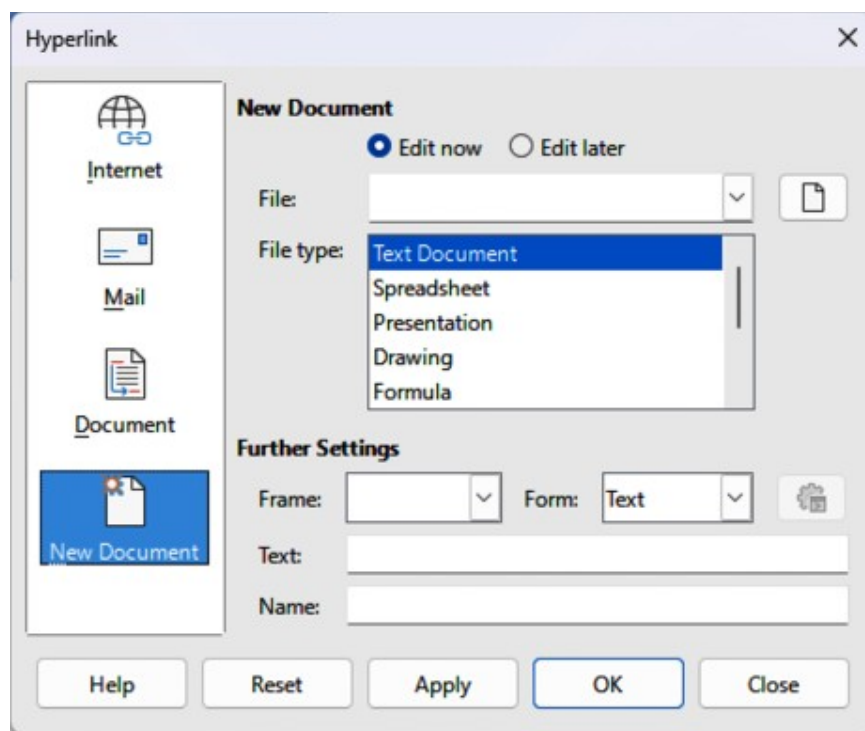 Hyperlink
Internet
Mail
Document
New Document
New Document
Edit now Edit later
File:
File type:
Text Document
Spreadsheet
Presentation
Drawing
Formula
Further Settings
Frame: Form: Text
Text:
Name:
Help Reset Apply OK Close